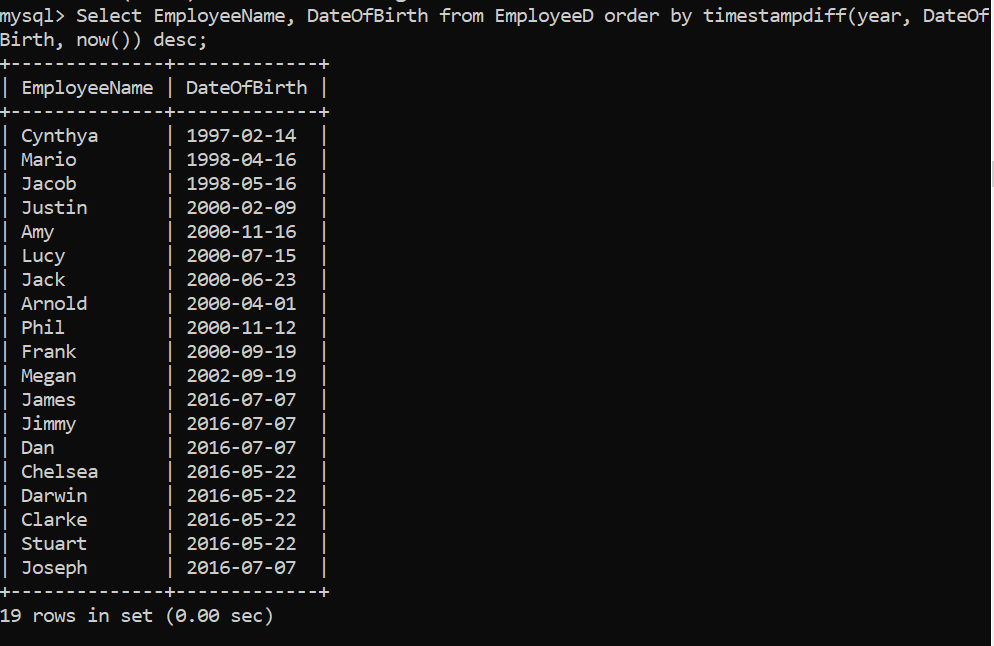 mysql> Select EmployeeName, DateOfBirth from EmployeeD order by timestampdiff(year, DateOf
Birth, now()) desc;
+--------------+-------------+
| EmployeeName | DateOfBirth |
+--------------+-------------+
| Cynthya      | 1997-02-14  |
| Mario        | 1998-04-16  |
| Jacob        | 1998-05-16  |
| Justin       | 2000-02-09  |
| Amy          | 2000-11-16  |
| Lucy         | 2000-07-15  |
| Jack         | 2000-06-23  |
| Arnold       | 2000-04-01  |
| Phil         | 2000-11-12  |
| Frank        | 2000-09-19  |
| Megan        | 2002-09-19  |
| James        | 2016-07-07  |
| Jimmy        | 2016-07-07  |
| Dan          | 2016-07-07  |
| Chelsea      | 2016-05-22  |
| Darwin       | 2016-05-22  |
| Clarke       | 2016-05-22  |
| Stuart       | 2016-05-22  |
| Joseph       | 2016-07-07  |
+--------------+-------------+
19 rows in set (0.00 sec)